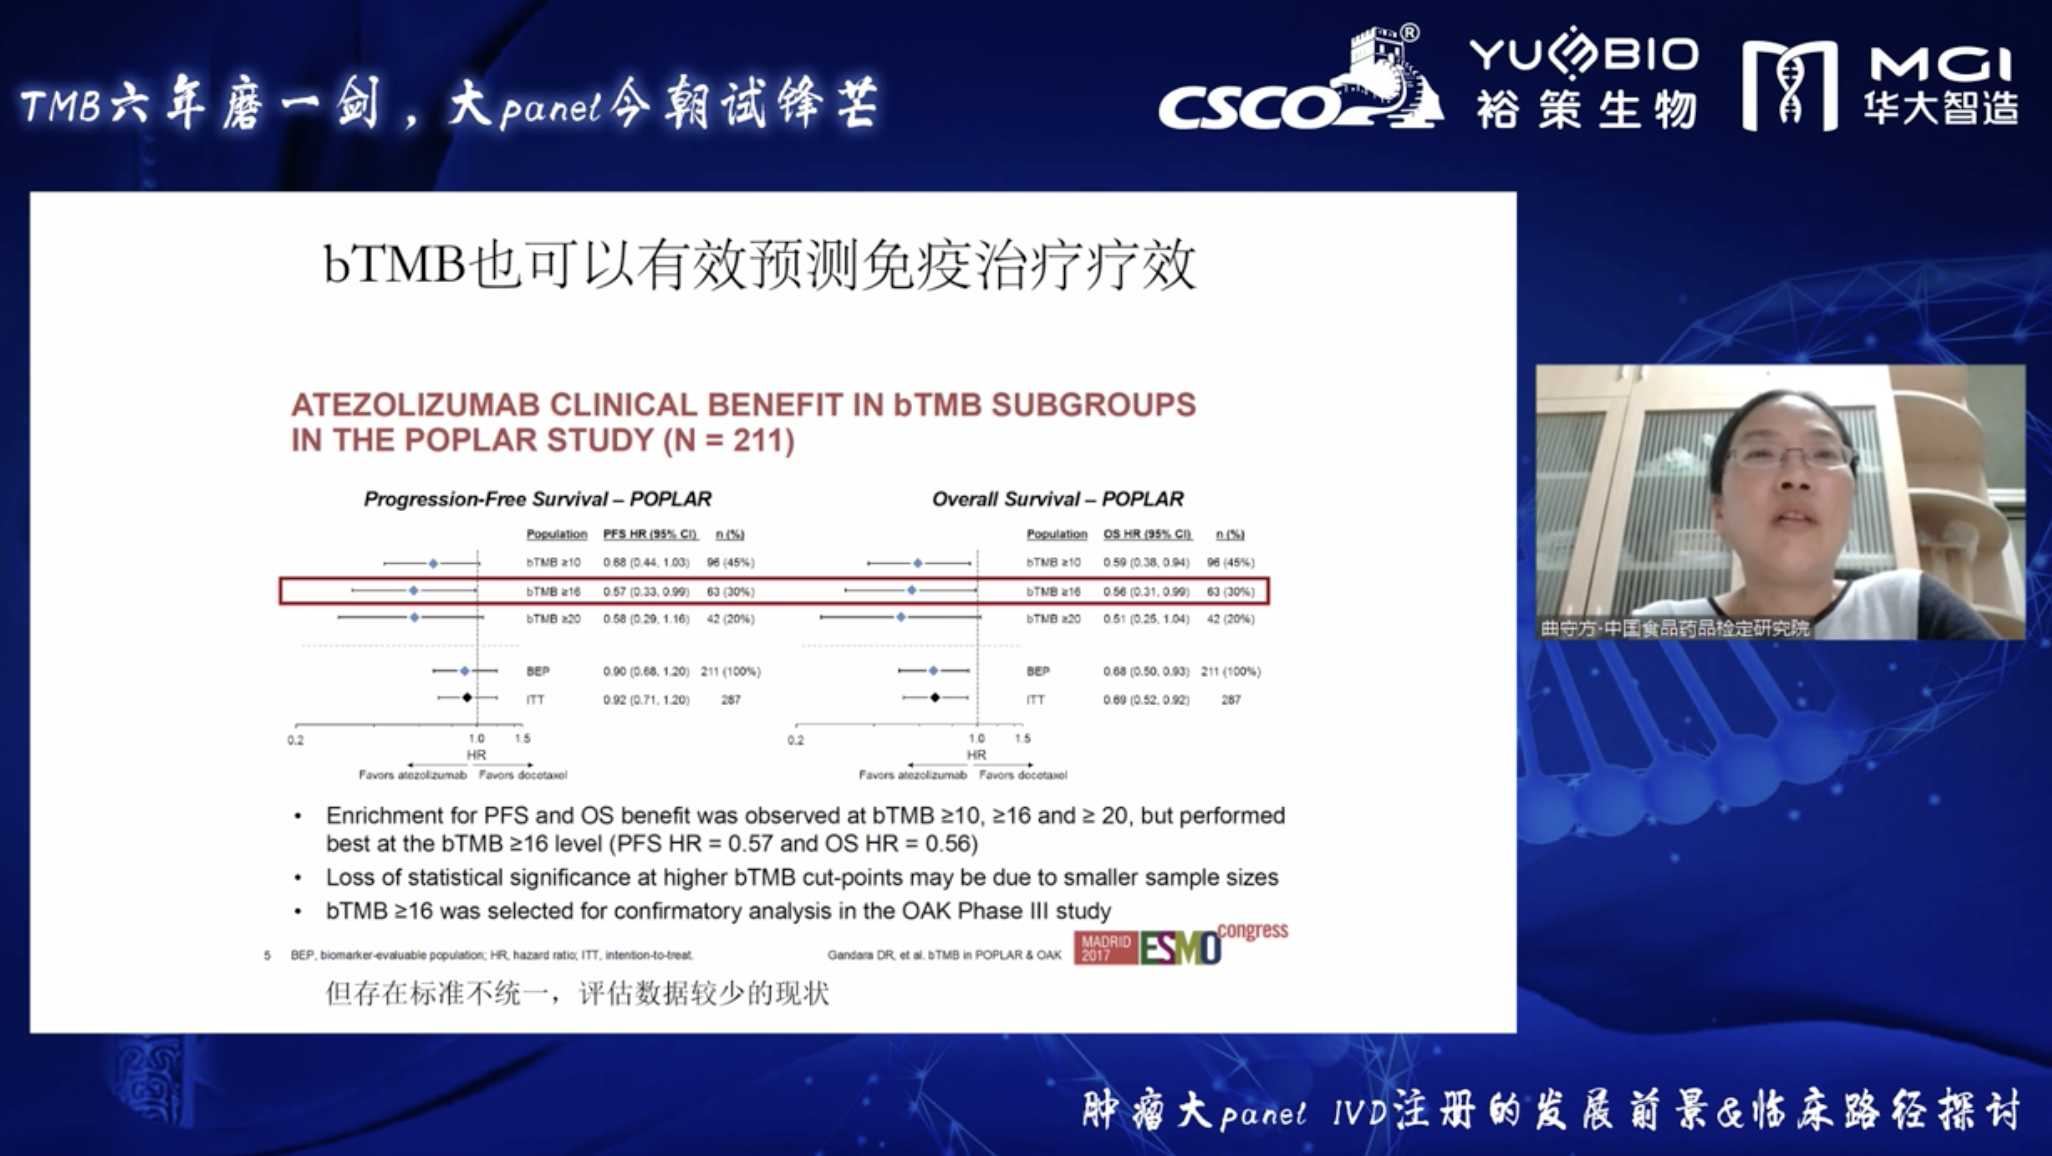 TMB六年磨一剑，大panel今朝试锋芒
CSCO®
YUCEBIO
裕策生物
MGI
华大智造
bTMB也可以有效预测免疫治疗疗效
ATEZOLIZUMAB CLINICAL BENEFIT IN bTMB SUBGROUPS
IN THE POPLAR STUDY (N = 211)
Progression-Free Survival – POPLAR
Population PFS HR (95% CI) n (%)
bTMB ≥10 0.68 (0.44, 1.03) 96 (45%)
bTMB ≥16 0.57 (0.33, 0.99) 63 (30%)
bTMB ≥20 0.58 (0.29, 1.16) 42 (20%)
BEP 0.90 (0.68, 1.20) 211 (100%)
ITT 0.92 (0.71, 1.20) 287
0.2 1.0 1.5
HR
Favors atezolizumab Favors docetaxel
Overall Survival – POPLAR
Population OS HR (95% CI) n (%)
bTMB ≥10 0.59 (0.38, 0.94) 96 (45%)
bTMB ≥16 0.56 (0.31, 0.99) 63 (30%)
bTMB ≥20 0.51 (0.25, 1.04) 42 (20%)
BEP 0.68 (0.50, 0.93) 211 (100%)
ITT 0.69 (0.52, 0.92) 287
0.2 1.0 1.5
HR
Favors atezolizumab Favors docetaxel
• Enrichment for PFS and OS benefit was observed at bTMB ≥10, ≥16 and ≥ 20, but performed
best at the bTMB ≥16 level (PFS HR = 0.57 and OS HR = 0.56)
• Loss of statistical significance at higher bTMB cut-points may be due to smaller sample sizes
• bTMB ≥16 was selected for confirmatory analysis in the OAK Phase III study
5 BEP, biomarker-evaluable population; HR, hazard ratio; ITT, intention-to-treat.
Gandara DR, et al. bTMB in POPLAR & OAK
MADRID
2017
ESMO congress
但存在标准不统一，评估数据较少的现状
曲守方-中国食品药品检定研究院
肿瘤大panel IVD注册的发展前景&临床路径探讨